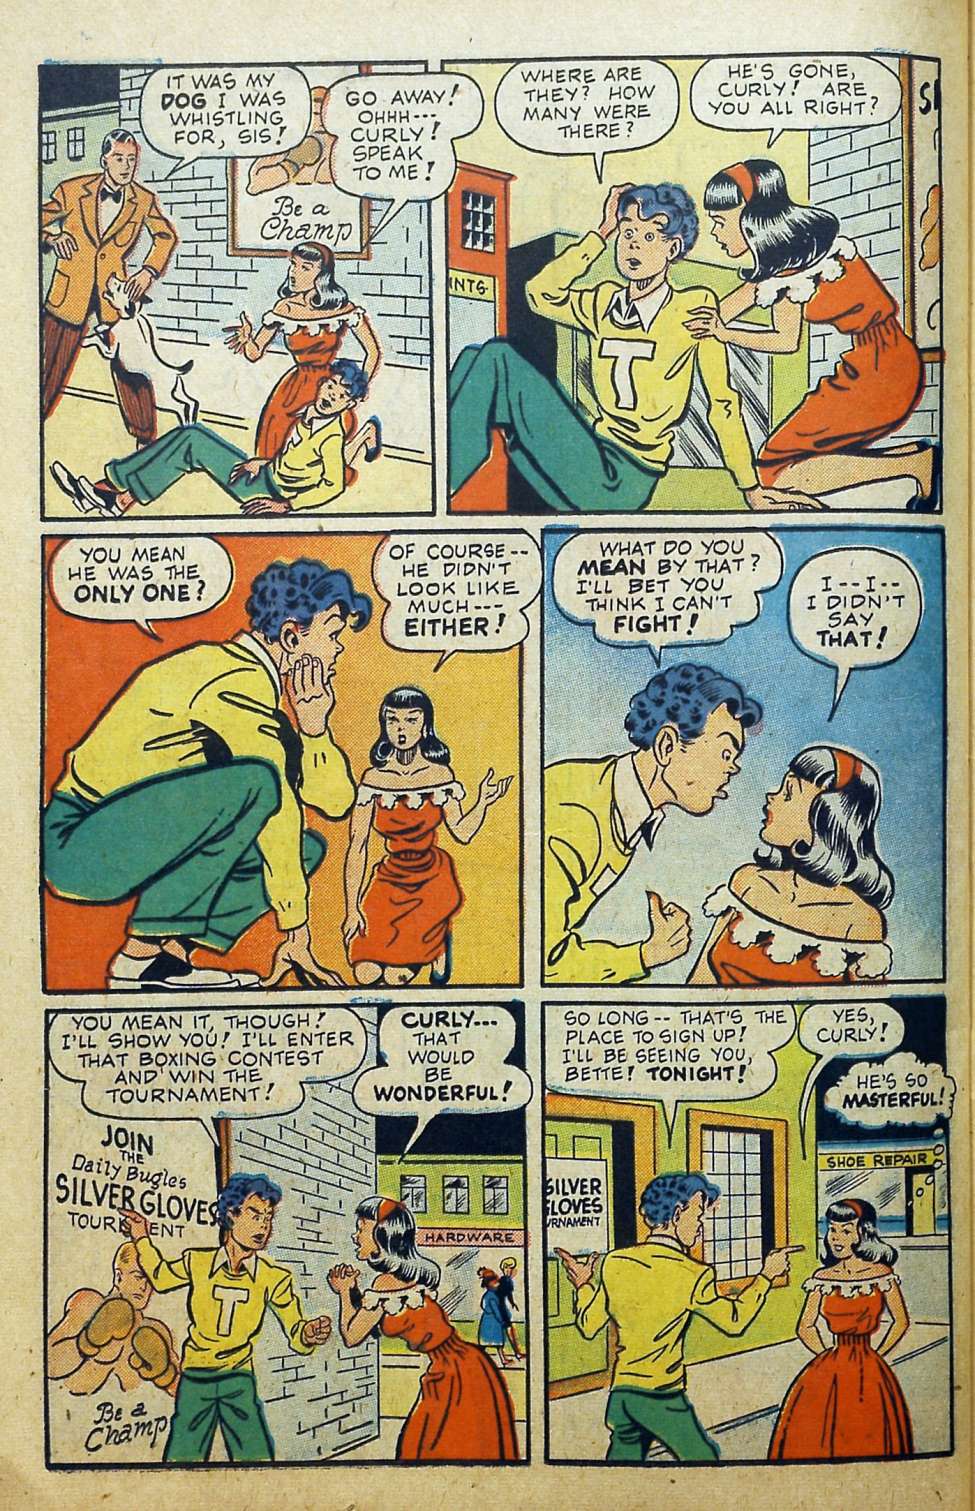 IT WAS MY
DOG I WAS
WHISTLING
FOR, SIS!
GO AWAY!
OHHH---
CURLY!
SPEAK
TO ME!
Be a
Champ
WHERE ARE
THEY? HOW
MANY WERE
THERE?
HE'S GONE,
CURLY! ARE
YOU ALL RIGHT?
INTS
T
YOU MEAN
HE WAS THE
ONLY ONE?
OF COURSE--
HE DIDN'T
LOOK LIKE
MUCH---
EITHER!
WHAT DO YOU
MEAN BY THAT?
I'LL BET YOU
THINK I CAN'T
FIGHT!
I--I--
I DIDN'T
SAY
THAT!
YOU MEAN IT, THOUGH!
I'LL SHOW YOU! I'LL ENTER
THAT BOXING CONTEST
AND WIN THE
TOURNAMENT!
CURLY...
THAT
WOULD
BE
WONDERFUL!
JOIN
THE
Daily Bugle's
SILVER GLOVES
TOUR ENT
HARDWARE
T
Be a
Champ
SO LONG -- THAT'S THE
PLACE TO SIGN UP!
I'LL BE SEEING YOU,
BETTE! TONIGHT!
YES,
CURLY!
HE'S SO
MASTERFUL!
SHOE REPAIR
SILVER
LOVES
URNAMENT